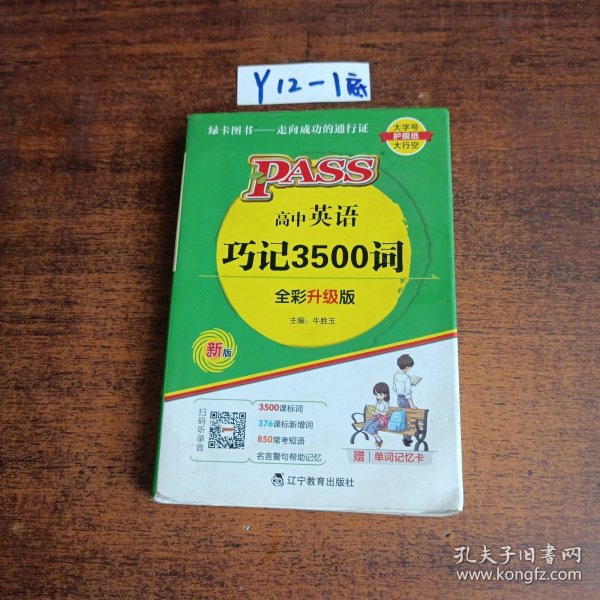 Y12-1底
绿卡图书——走向成功的通行证
大字号
护眼纸
大行空
PASS
高中英语
巧记3500词
全彩升级版
主编：牛胜玉
新版
扫码听录音
3500课标词
376课标新增词
850常考短语
名言警句帮助记忆
赠 单词记忆卡
辽宁教育出版社
孔夫子旧书网
www.kongfz.com